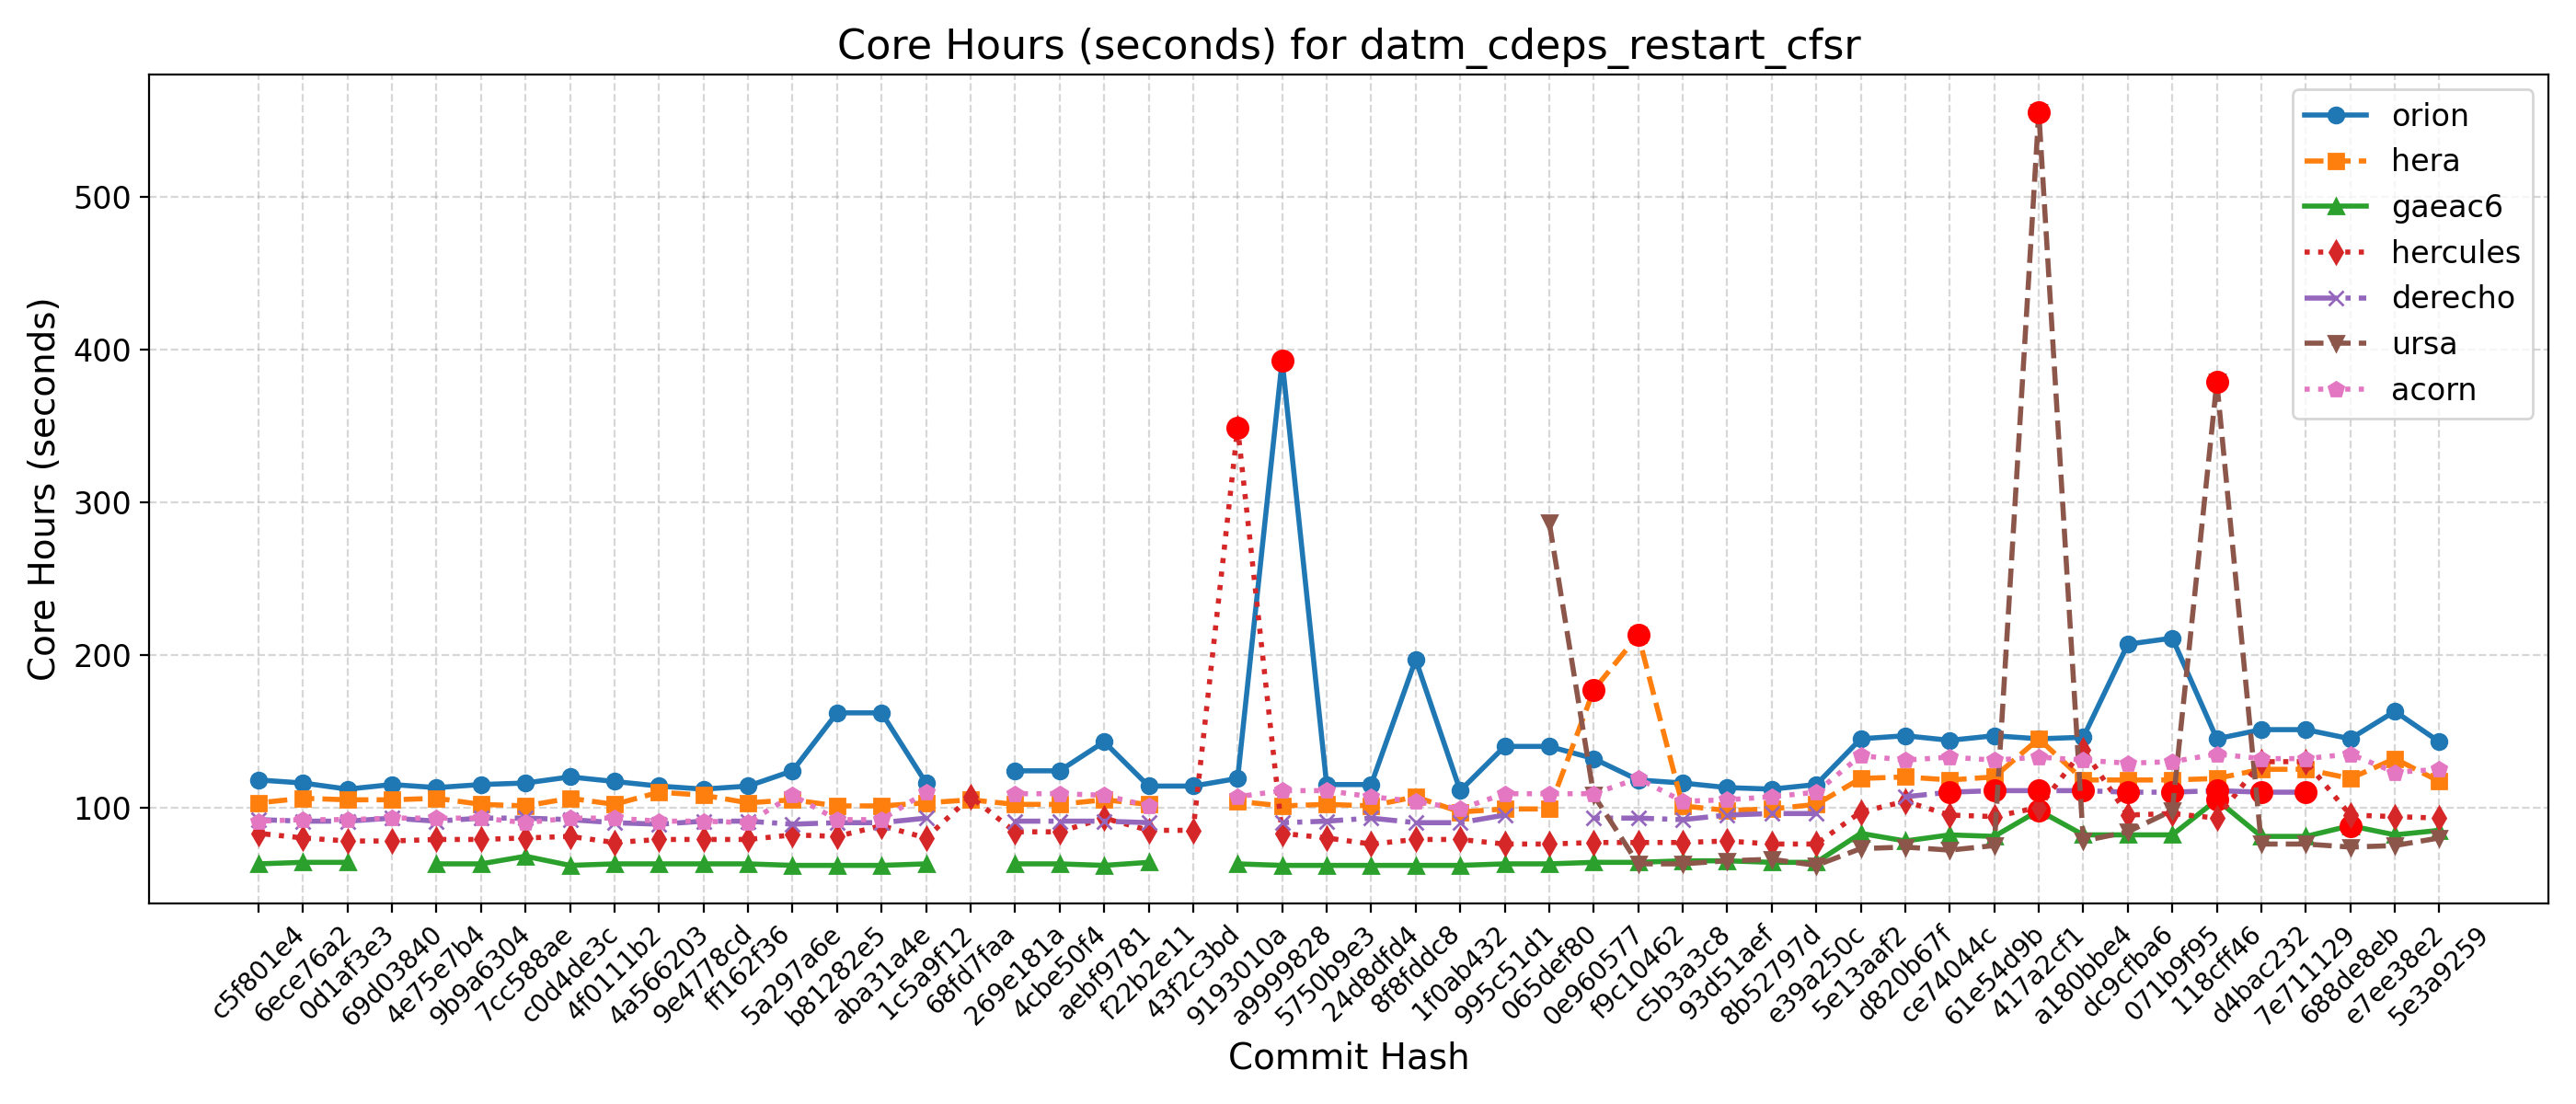 Core Hours (seconds) for datm_cdeps_restart_cfsr
Core Hours (seconds)
500
400
300
200
100
orion
hera
gaeac6
hercules
derecho
ursa
acorn
c5f801e4
6ece76a2
0d1af3e3
69d03840
4e75e7b4
9b9a6304
7cc588ae
c0d4de3c
4f0111b2
4a566203
9e4778cd
ff162f36
5a297a6e
b81282e5
aba31a4e
1c5a9f12
68fd7faa
269e181a
4cbe50f4
aebf9781
f22b2e11
43f2c3bd
9193010a
a9999828
5750b9e3
24d8dfd4
8f8fddc8
1f0ab432
995c51d1
065def80
0e960577
f9c10462
c5b3a3c8
93d51aef
8b52797d
e39a250c
5e13aaf2
d820b67f
ce74044c
61e54d9b
417a2cf1
a180bbe4
dc9cfba6
071b9f95
118cff46
d4bac232
7e711129
688de8eb
e7ee38e2
5e3a9259
Commit Hash